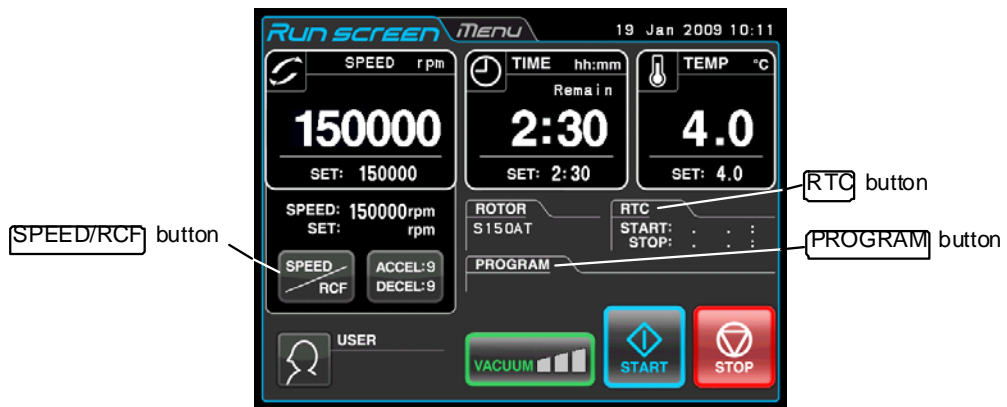 Run screen Menu 19 Jan 2009 10:11
SPEED rpm
150000
SET: 150000
TIME hh:mm
Remain
2:30
SET: 2:30
TEMP °C
4.0
SET: 4.0
RTC button
SPEED: 150000rpm
SET: rpm
ROTOR
S150AT
RTC
START: . . :
STOP: . . :
SPEED/RCF button
PROGRAM button
SPEED
RCF
ACCEL:9
DECEL:9
PROGRAM
USER
VACUUM
START
STOP